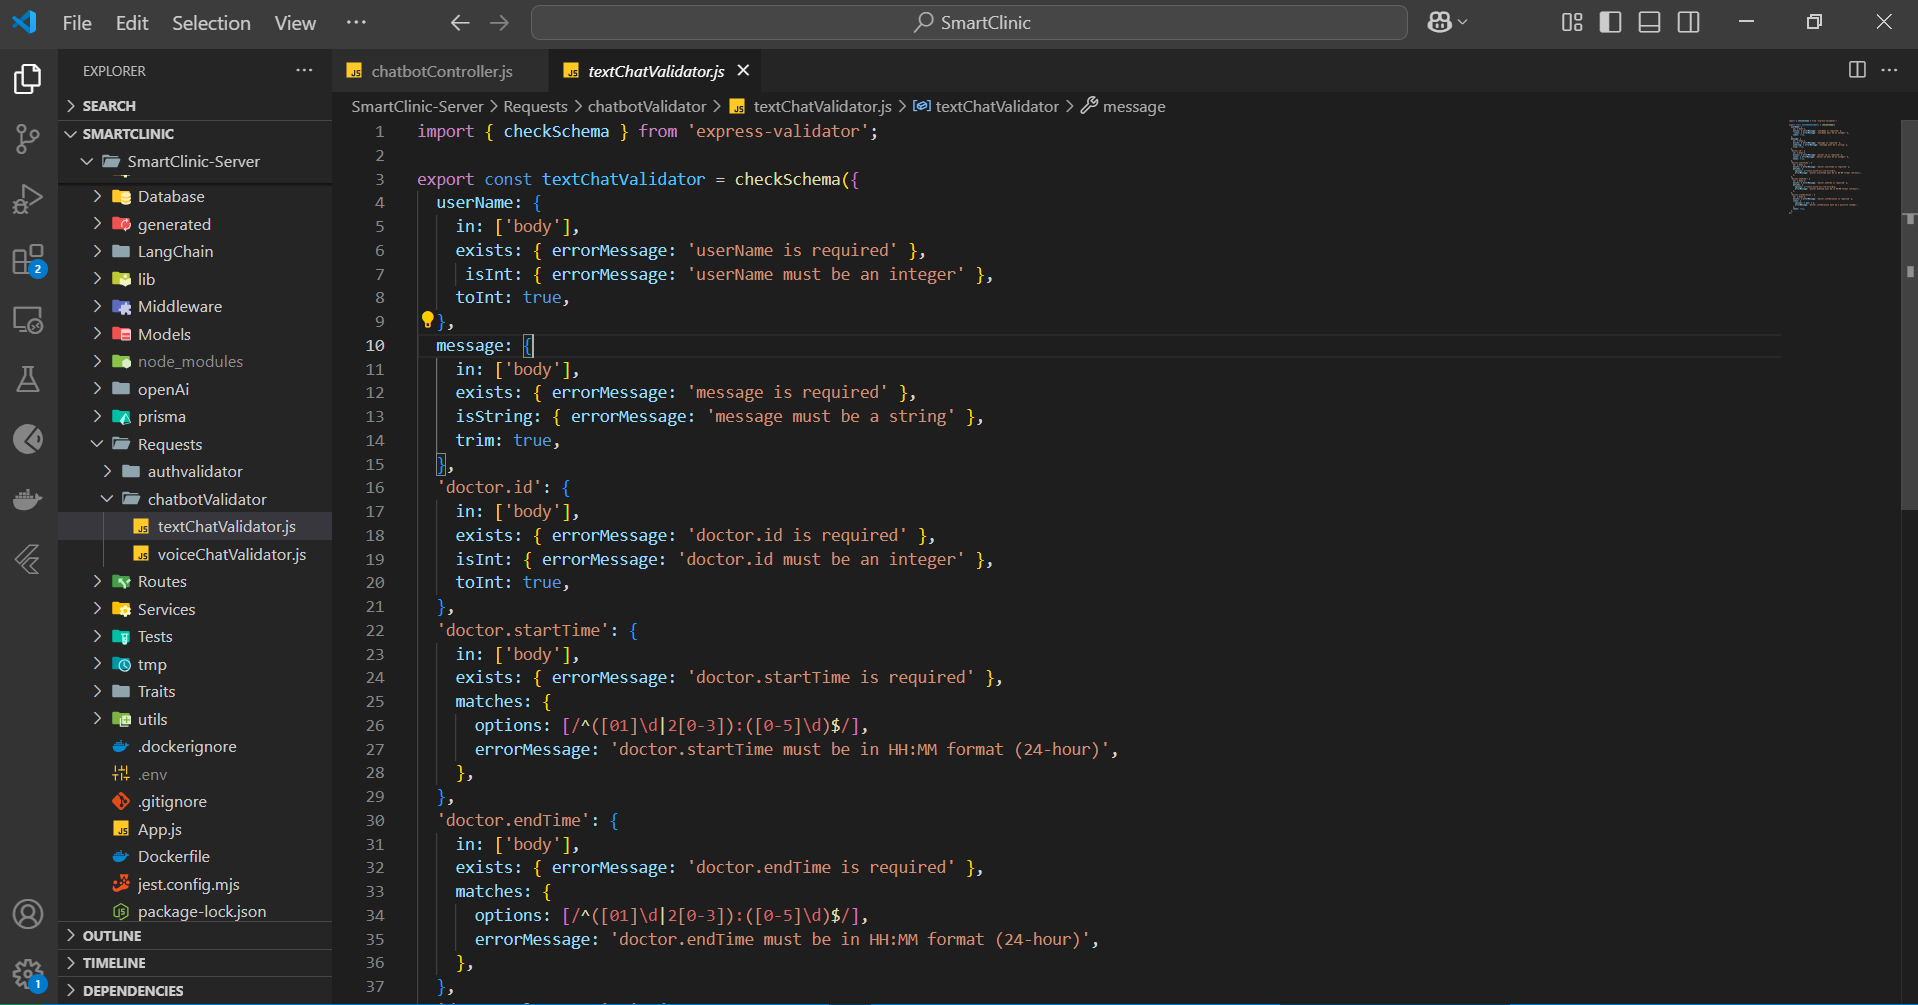 File Edit Selection View ···
SmartClinic
EXPLORER ···
SEARCH
SMARTCLINIC
SmartClinic-Server
Database
generated
LangChain
lib
Middleware
Models
node_modules
openAi
prisma
Requests
authvalidator
chatbotValidator
textChatValidator.js
voiceChatValidator.js
Routes
Services
Tests
tmp
Traits
utils
.dockerignore
.env
.gitignore
App.js
Dockerfile
jest.config.mjs
package-lock.json
OUTLINE
TIMELINE
DEPENDENCIES
2
1
chatbotController.js
textChatValidator.js
SmartClinic-Server > Requests > chatbotValidator > textChatValidator.js > textChatValidator > message
1 import { checkSchema } from 'express-validator';
2
3 export const textChatValidator = checkSchema({
4 userName: {
5 in: ['body'],
6 exists: { errorMessage: 'userName is required' },
7 isInt: { errorMessage: 'userName must be an integer' },
8 toInt: true,
9 },
10 message: {
11 in: ['body'],
12 exists: { errorMessage: 'message is required' },
13 isString: { errorMessage: 'message must be a string' },
14 trim: true,
15 },
16 'doctor.id': {
17 in: ['body'],
18 exists: { errorMessage: 'doctor.id is required' },
19 isInt: { errorMessage: 'doctor.id must be an integer' },
20 toInt: true,
21 },
22 'doctor.startTime': {
23 in: ['body'],
24 exists: { errorMessage: 'doctor.startTime is required' },
25 matches: {
26 options: [/^([01]\d|2[0-3]):([0-5]\d)$/],
27 errorMessage: 'doctor.startTime must be in HH:MM format (24-hour)',
28 },
29 },
30 'doctor.endTime': {
31 in: ['body'],
32 exists: { errorMessage: 'doctor.endTime is required' },
33 matches: {
34 options: [/^([01]\d|2[0-3]):([0-5]\d)$/],
35 errorMessage: 'doctor.endTime must be in HH:MM format (24-hour)',
36 },
37 },